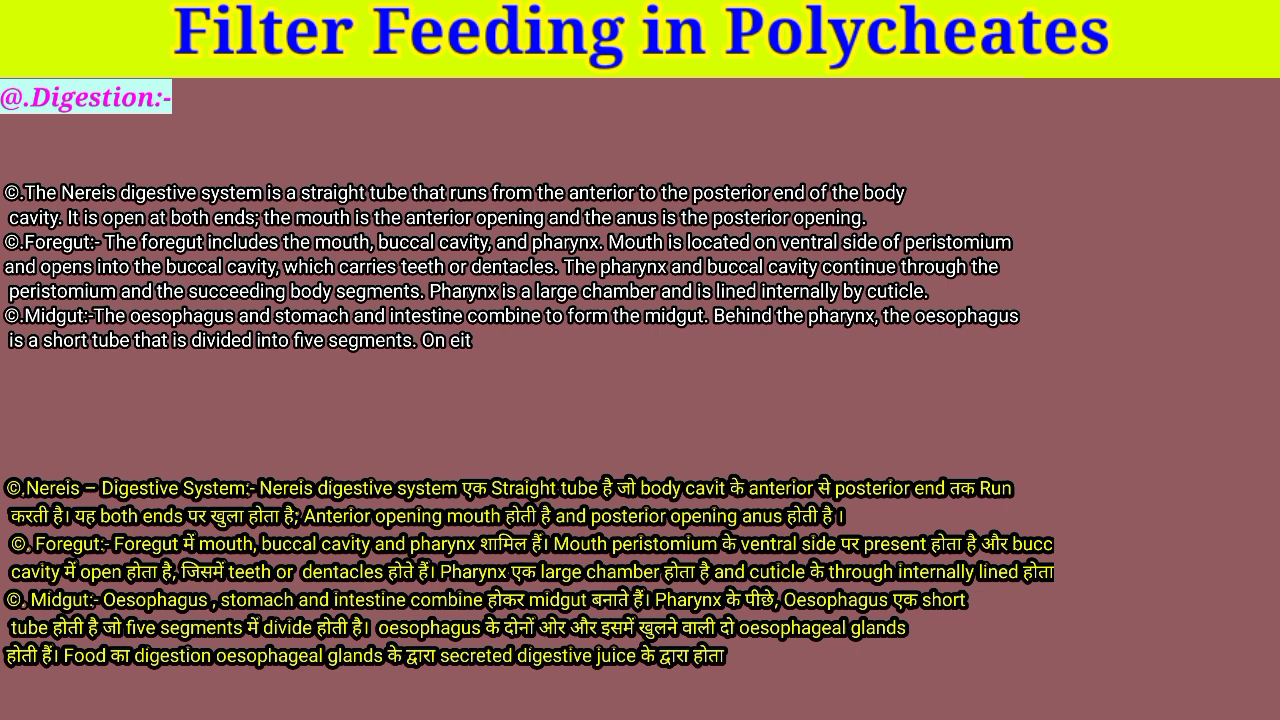 Filter Feeding in Polycheates
@.Digestion:-
©.The Nereis digestive system is a straight tube that runs from the anterior to the posterior end of the body
cavity. It is open at both ends; the mouth is the anterior opening and the anus is the posterior opening.
©.Foregut:- The foregut includes the mouth, buccal cavity, and pharynx. Mouth is located on ventral side of peristomium
and opens into the buccal cavity, which carries teeth or dentacles. The pharynx and buccal cavity continue through the
peristomium and the succeeding body segments. Pharynx is a large chamber and is lined internally by cuticle.
©.Midgut:-The oesophagus and stomach and intestine combine to form the midgut. Behind the pharynx, the oesophagus
is a short tube that is divided into five segments. On eit
©.Nereis – Digestive System:- Nereis digestive system एक Straight tube है जो body cavit के anterior से posterior end तक Run
करती है। यह both ends पर खुला होता है; Anterior opening mouth होती है and posterior opening anus होती है ।
©. Foregut:- Foregut में mouth, buccal cavity and pharynx शामिल हैं। Mouth peristomium के ventral side पर present होता है और bucc
cavity में open होता है, जिसमें teeth or dentacles होते हैं। Pharynx एक large chamber होता है and cuticle के through internally lined होता
©. Midgut:- Oesophagus , stomach and intestine combine होकर midgut बनाते हैं। Pharynx के पीछे, Oesophagus एक short
tube होती है जो five segments में divide होती है। oesophagus के दोनों ओर और इसमें खुलने वाली दो oesophageal glands
होती हैं। Food का digestion oesophageal glands के द्वारा secreted digestive juice के द्वारा होता